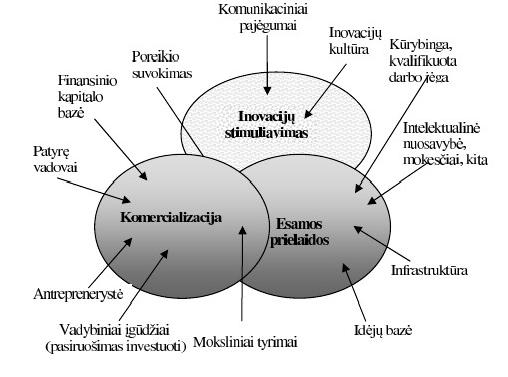 Komunikaciniai
pajėgumai
Inovacijų
kultūra
Kūrybinga,
kvalifikuota
darbo jėga
Poreikio
suvokimas
Finansinio
kapitalo
bazė
Inovacijų
stimuliavimas
Intelektualinė
nuosavybė,
mokesčiai, kita
Patyrę
vadovai
Komercializacija
Esamos
prielaidos
Infrastruktūra
Antreprenerystė
Vadybiniai įgūdžiai
(pasiruošimas investuoti)
Moksliniai tyrimai
Idėjų bazė